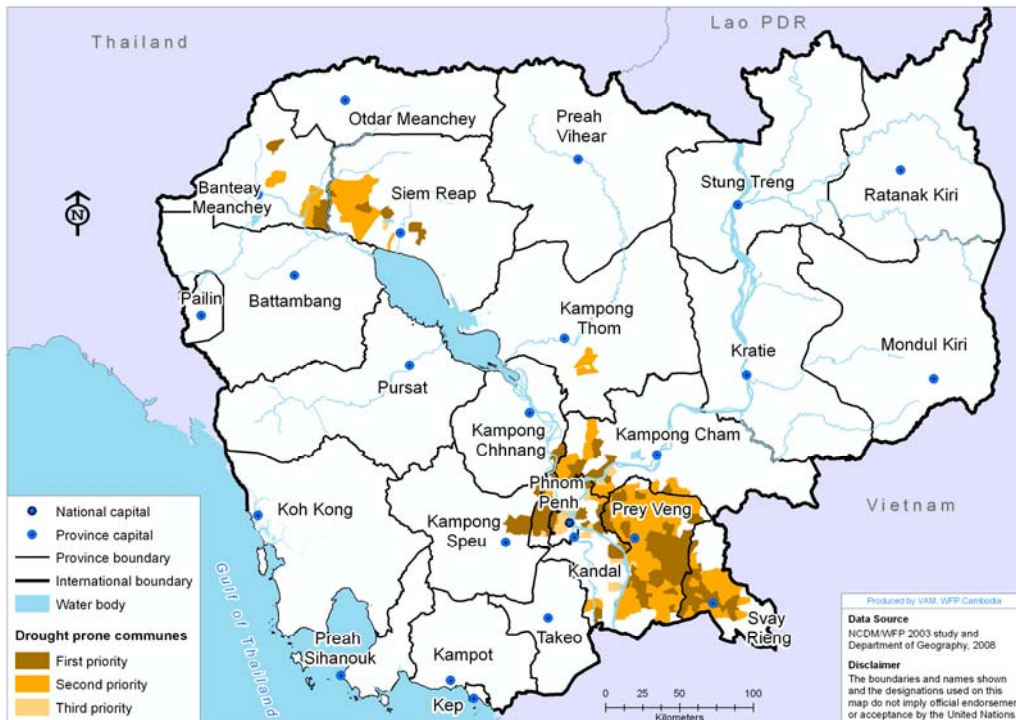 Thailand
Lao PDR
Otdar Meanchey
Preah
Vihear
Banteay
Meanchey
Siem Reap
Stung Treng
Ratanak Kiri
N
Pailin
Battambang
Kampong
Thom
Kratie
Mondul Kiri
Pursat
Kampong
Chhnang
Kampong Cham
Phnom
Penh
Prey Veng
Vietnam
Koh Kong
Kampong
Speu
Kandal
Svay
Rieng
Takeo
Preah
Sihanouk
Kampot
Kep
Gulf of Thailand
National capital
Province capital
Province boundary
International boundary
Water body
Drought prone communes
First priority
Second priority
Third priority
0 25 50 100
Kilometers
Produced by VAM, WFP Cambodia
Data Source
NCDM/WFP 2003 study and
Department of Geography, 2008
Disclaimer
The boundaries and names shown
and the designations used on this
map do not imply official endorsemen
or acceptance by the United Nations